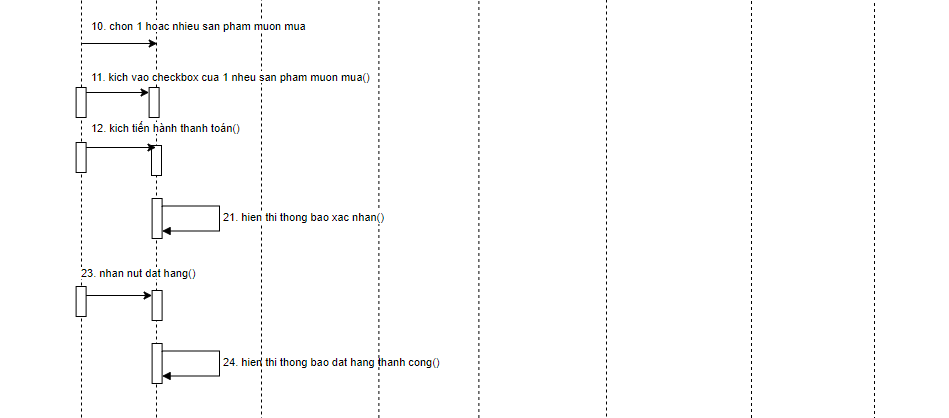 10. chon 1 hoac nhieu san pham muon mua
11. kich vao checkbox cua 1 nheu san pham muon mua()
12. kich tiến hành thanh toán()
21. hien thi thong bao xac nhan()
23. nhan nut dat hang()
24. hien thi thong bao dat hang thanh cong()